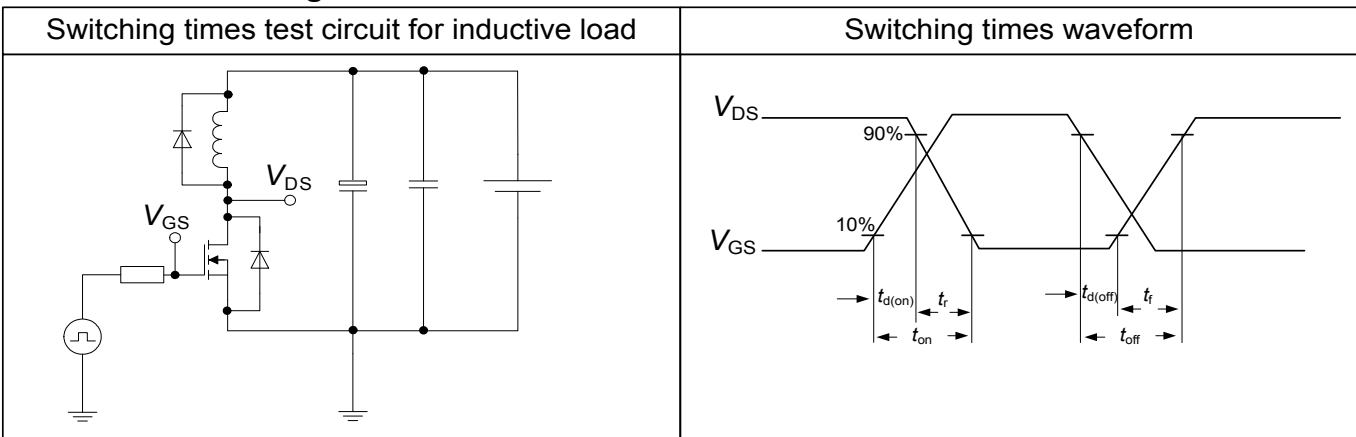 Switching times test circuit for inductive load
Switching times waveform
VDS
VGS
VDS
90%
10%
VGS
td(on) tr
ton
td(off) tf
toff